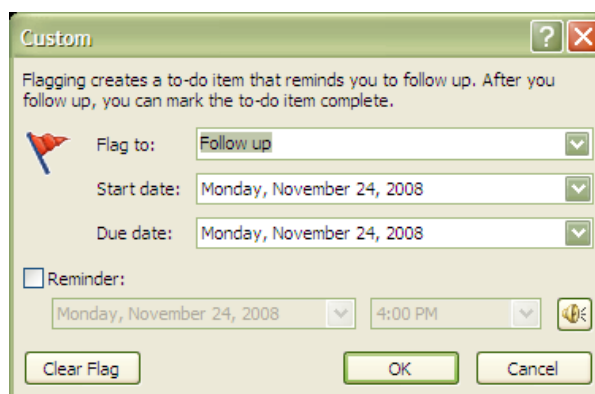 Custom
Flagging creates a to-do item that reminds you to follow up. After you
follow up, you can mark the to-do item complete.
Flag to: Follow up
Start date: Monday, November 24, 2008
Due date: Monday, November 24, 2008
Reminder:
Monday, November 24, 2008 4:00 PM
Clear Flag OK Cancel